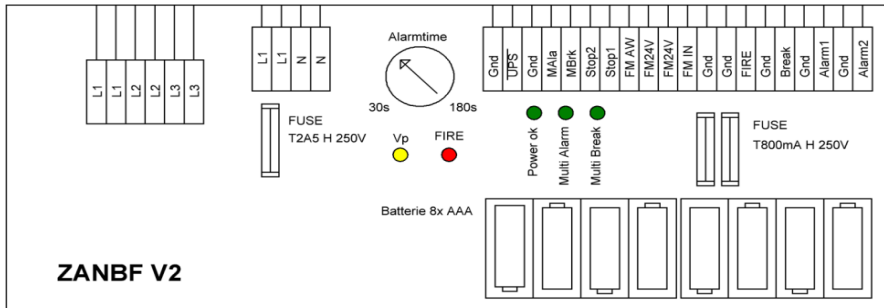 L1
L1
L2
L2
L3
L3
L1
L1
N
N
Alarmtime
30s
180s
Gnd
UPS
Gnd
MAla
MBrk
Stop2
Stop1
FM AW
FM24V
FM24V
FM IN
Gnd
Gnd
FIRE
Gnd
Break
Gnd
Alarm1
Gnd
Alarm2
FUSE
T2A5 H 250V
Vp
FIRE
Power ok
Multi Alarm
Multi Break
FUSE
T800mA H 250V
Batterie 8x AAA
ZANBF V2